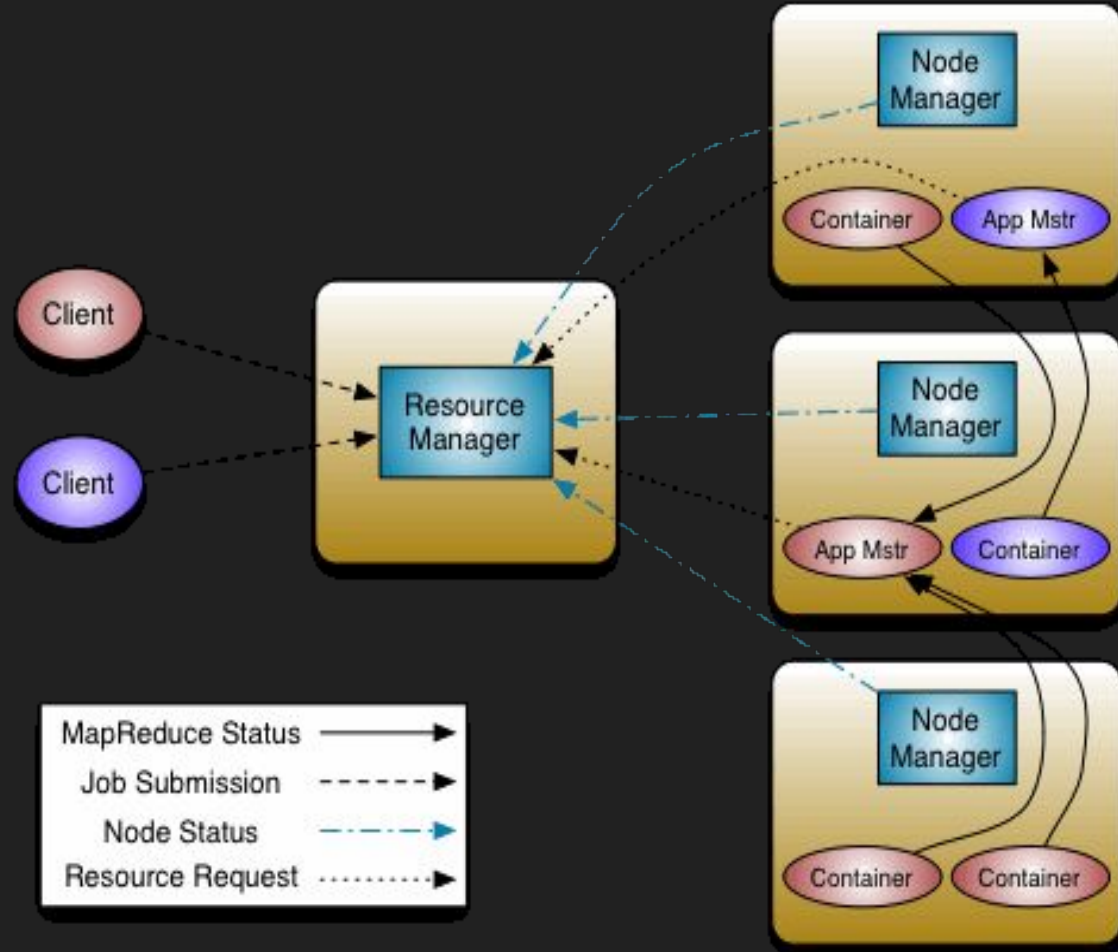 Node
Manager
Container
App Mstr
Client
Client
Resource
Manager
Node
Manager
App Mstr
Container
Node
Manager
Container
Container
MapReduce Status
Job Submission
Node Status
Resource Request